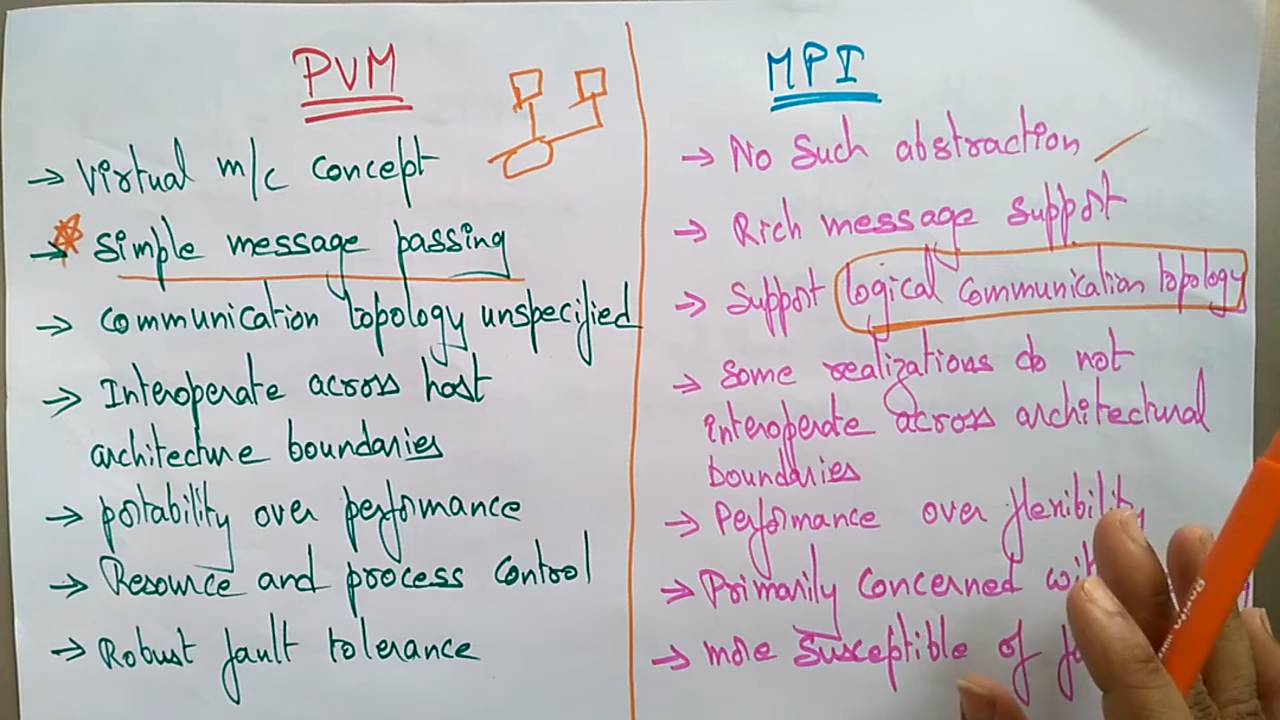 PVM
→ Virtual m/c concept
→ Simple message passing
→ Communication topology unspecified
→ Interoperate across host
architecture boundaries
→ portability over performance
→ Resource and process control
→ Robust fault tolerance
MPI
→ No Such abstraction
→ Rich message support
→ Support logical communication topology
→ Some realizations do not
interoperate across architectural
boundaries
→ Performance over flexibility
→ Primarily concerned
→ more Susceptible of